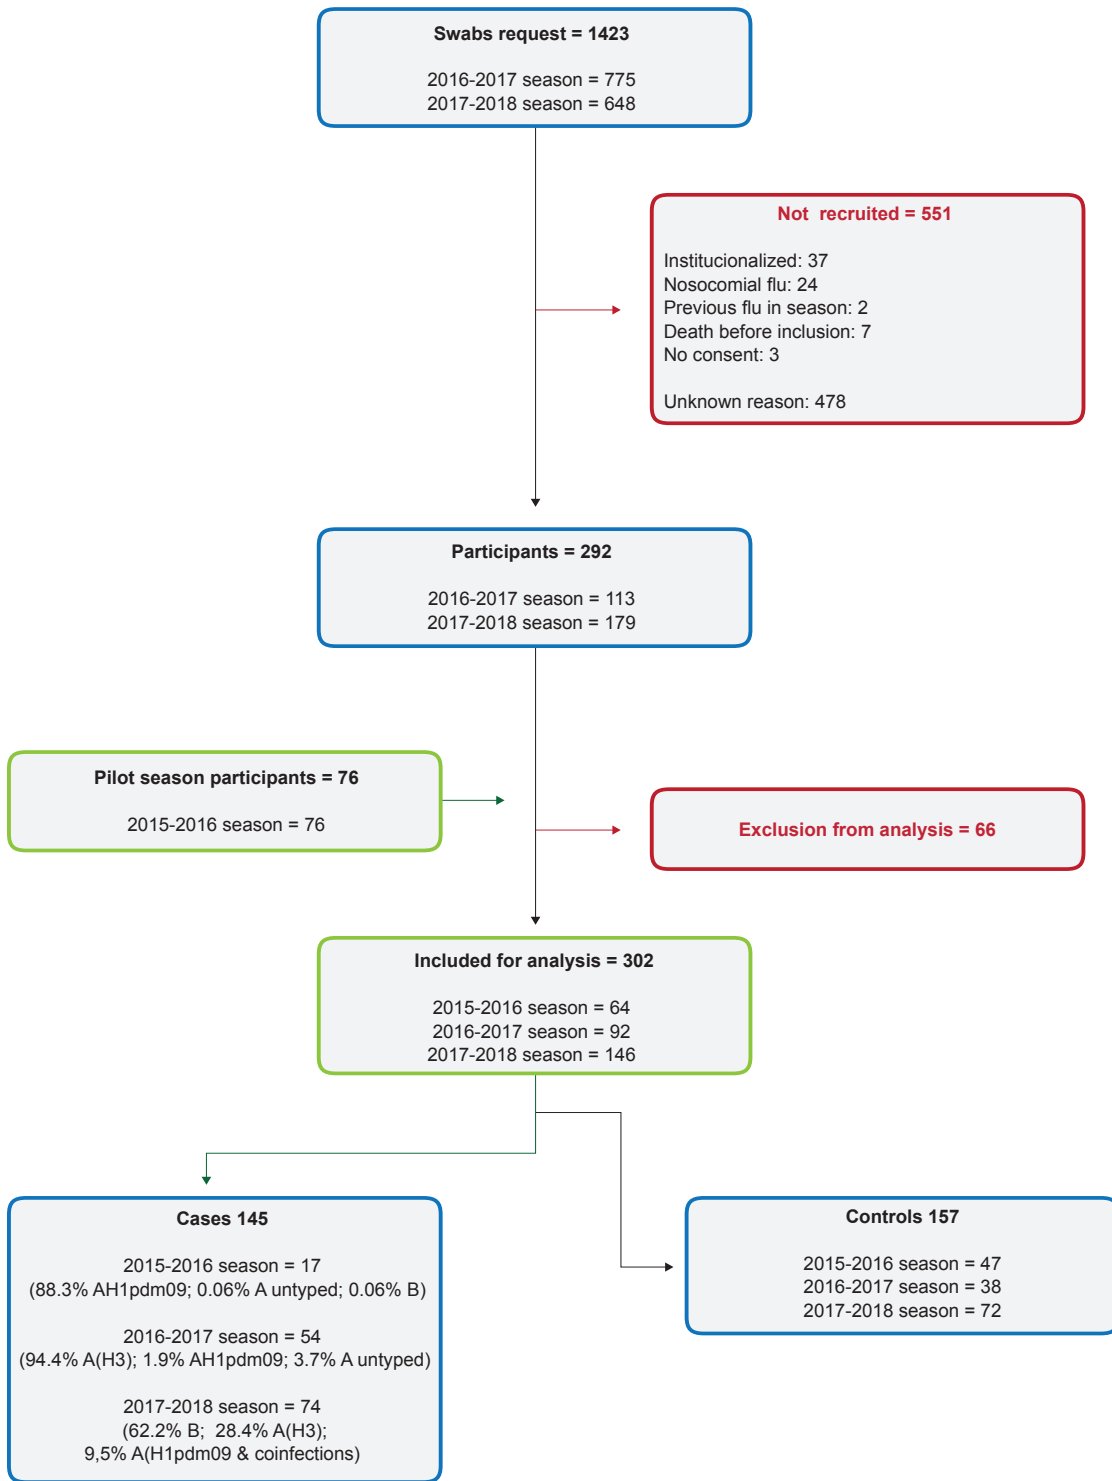 Swabs request = 1423
2016-2017 season = 775
2017-2018 season = 648
Not recruited = 551
Institucionalized: 37
Nosocomial flu: 24
Previous flu in season: 2
Death before inclusion: 7
No consent: 3
Unknown reason: 478
Participants = 292
2016-2017 season = 113
2017-2018 season = 179
Pilot season participants = 76
2015-2016 season = 76
Exclusion from analysis = 66
Included for analysis = 302
2015-2016 season = 64
2016-2017 season = 92
2017-2018 season = 146
Cases 145
2015-2016 season = 17
(88.3% AH1pdm09; 0.06% A untyped; 0.06% B)
2016-2017 season = 54
(94.4% A(H3); 1.9% AH1pdm09; 3.7% A untyped)
2017-2018 season = 74
(62.2% B; 28.4% A(H3);
9,5% A(H1pdm09 & coinfections)
Controls 157
2015-2016 season = 47
2016-2017 season = 38
2017-2018 season = 72